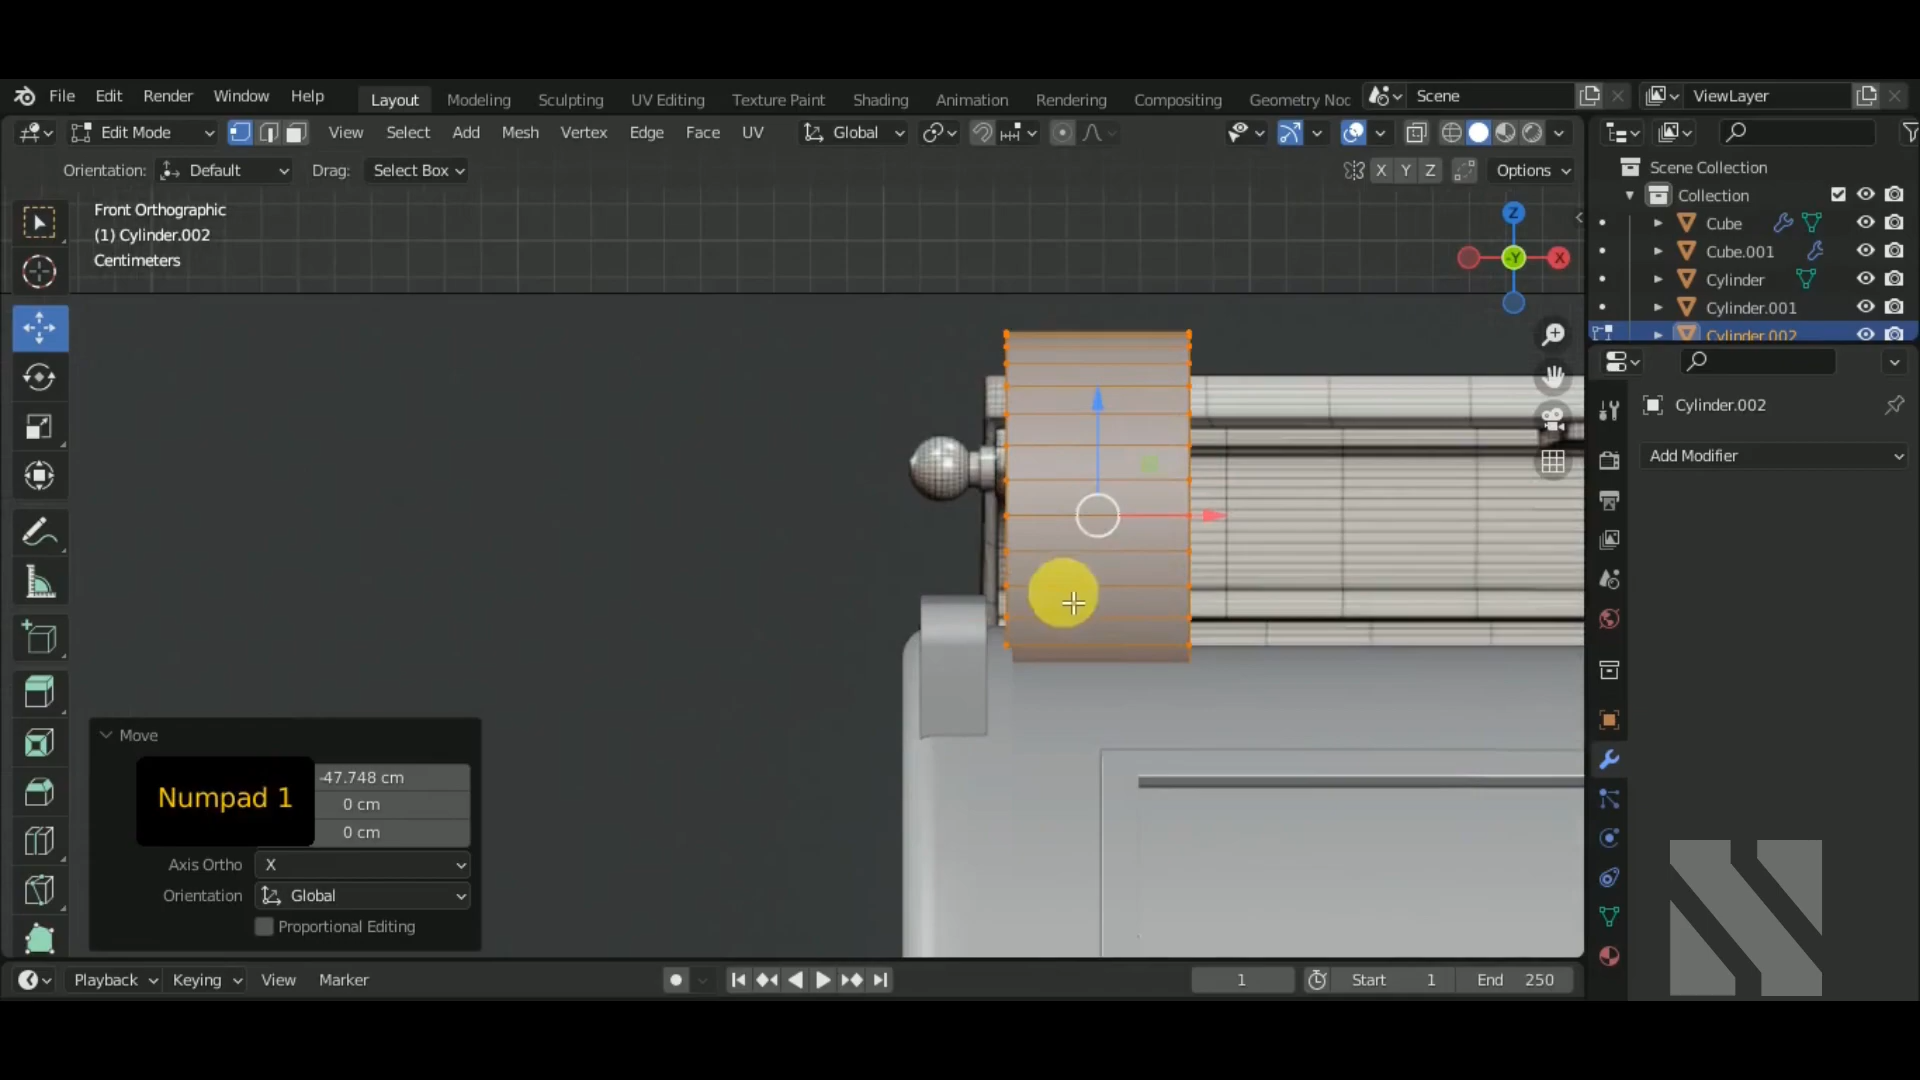 File Edit Render Window Help Layout Modeling Sculpting UV Editing Texture Paint Shading Animation Rendering Compositing Geometry Noc Scene ViewLayer
Edit Mode View Select Add Mesh Vertex Edge Face UV Global
Orientation: Default Drag: Select Box X Y Z Options
Scene Collection
Collection
Front Orthographic
(1) Cylinder.002
Centimeters
Z
-Y
X
Cube
Cube.001
Cylinder
Cylinder.001
Cylinder.002
Cylinder.002
Add Modifier
Move
-47.748 cm
Numpad 1
0 cm
0 cm
Axis Ortho X
Orientation Global
Proportional Editing
Playback Keying View Marker 1 Start 1 End 250